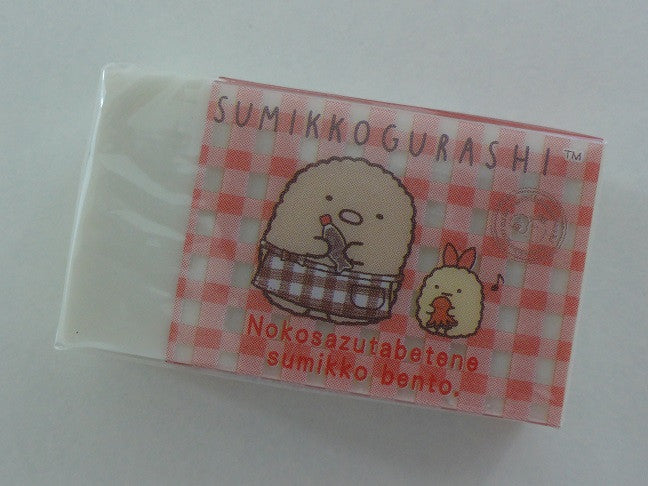 SUMIKKOGURASHI™
Nokosazutabetene
sumikko bento.